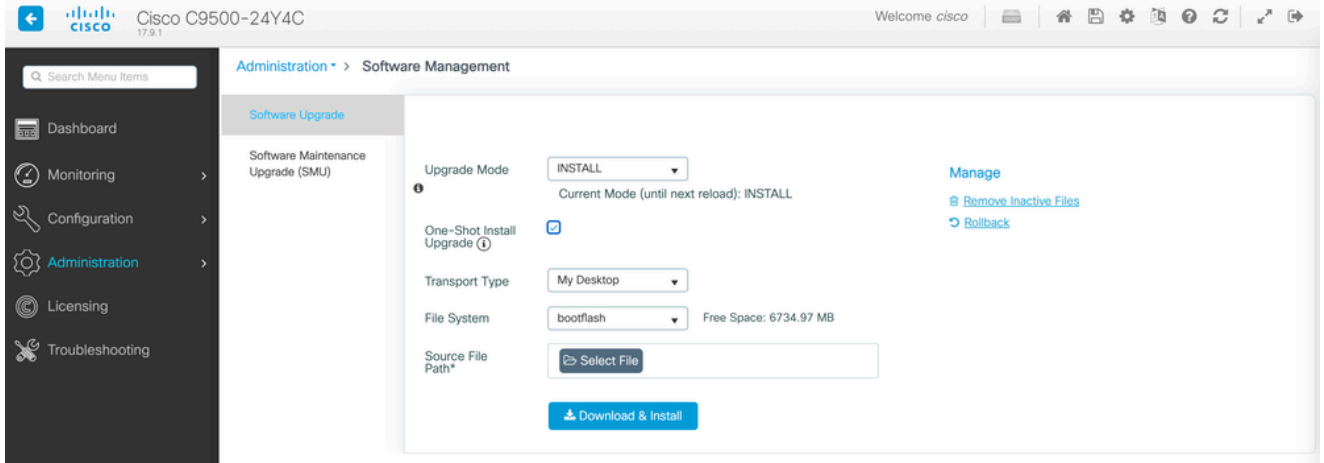 cisco
Cisco C9500-24Y4C
17.9.1
Welcome cisco
Search Menu Items
Dashboard
Monitoring
Configuration
Administration
Licensing
Troubleshooting
Administration > Software Management
Software Upgrade
Software Maintenance
Upgrade (SMU)
Upgrade Mode
INSTALL
Current Mode (until next reload): INSTALL
One-Shot Install
Upgrade
Transport Type
My Desktop
File System
bootflash
Free Space: 6734.97 MB
Source File
Path*
Select File
Download & Install
Manage
Remove Inactive Files
Rollback